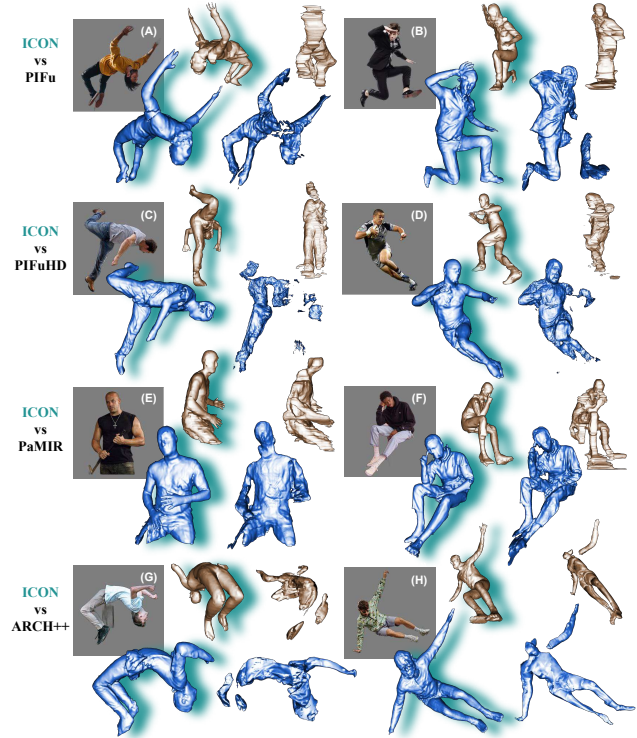 ICON
vs
PIFu
(A)
(B)
ICON
vs
PIFuHD
(C)
(D)
ICON
vs
PaMIR
(E)
(F)
ICON
vs
ARCH++
(G)
(H)